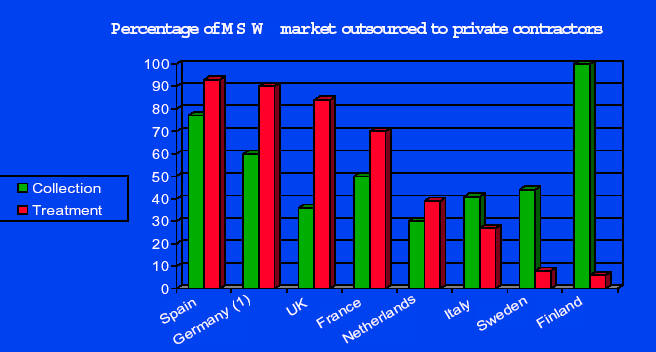 Percentage of M S W market outsourced to private contractors
100
90
80
70
60
50
40
30
20
10
0
Collection
Treatment
Spain
Germany (1)
UK
France
Netherlands
Italy
Sweden
Finland